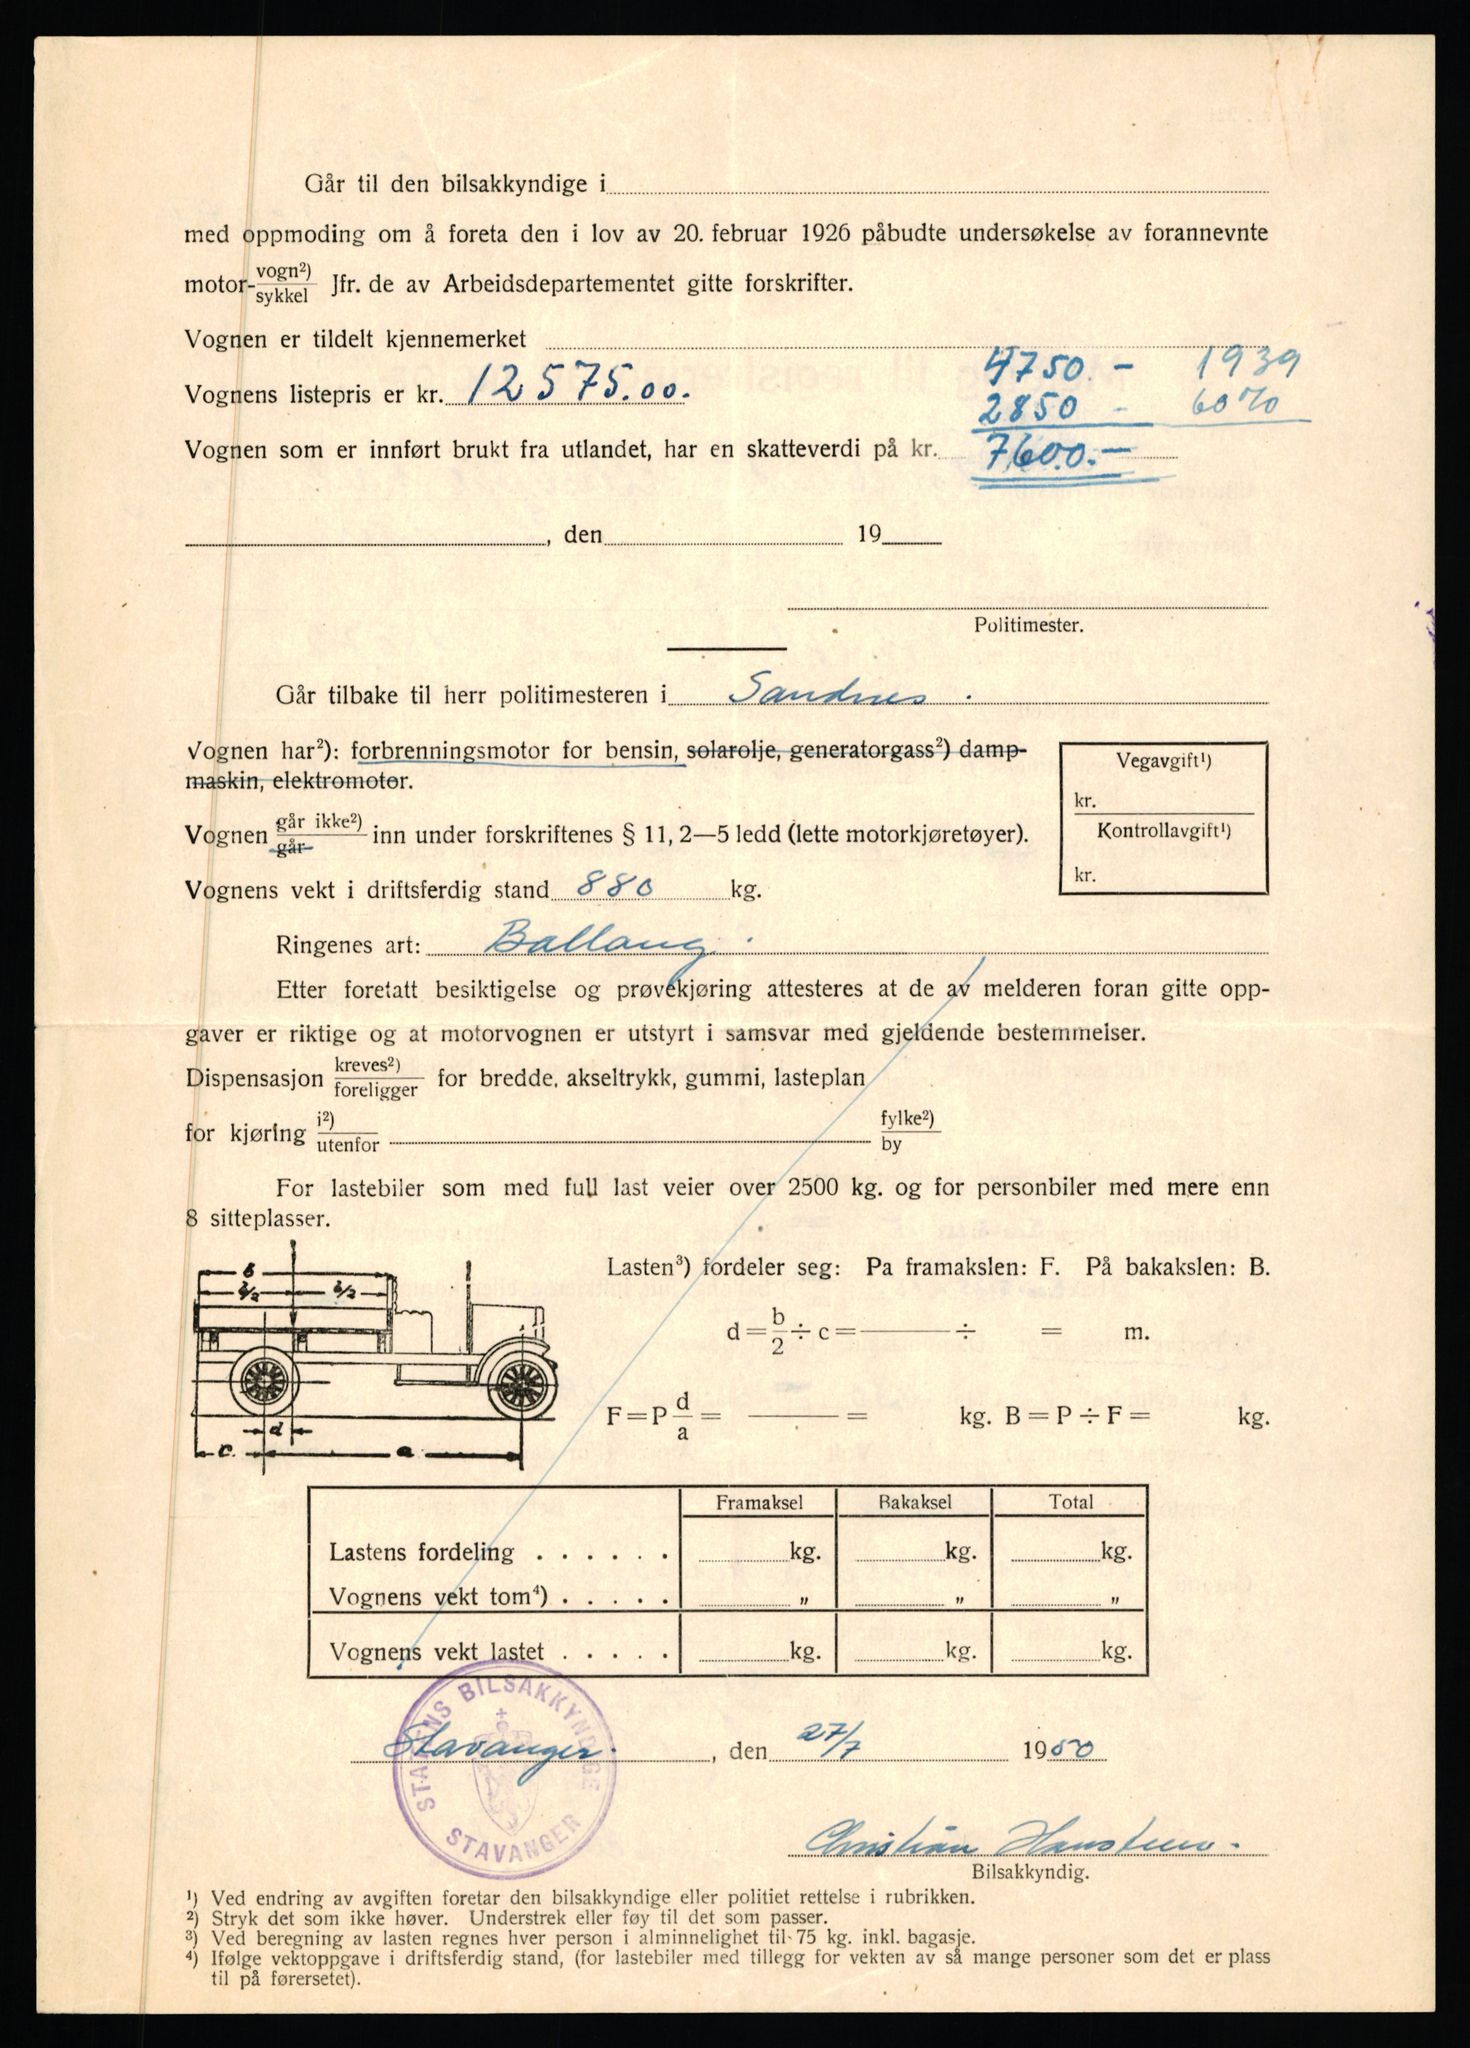 Går til den bilsakkyndige i
med oppmoding om å foreta den i lov av 20. februar 1926 påbudte undersøkelse av forannevnte
motor- vogn²) / sykkel Jfr. de av Arbeidsdepartementet gitte forskrifter.
Vognen er tildelt kjennemerket
4750.- 1939
Vognens listepris er kr. 12575.00.
2850 - 60%
Vognen som er innført brukt fra utlandet, har en skatteverdi på kr. 7600.-
, den 19
Politimester.
Går tilbake til herr politimesteren i Sandnes.
Vognen har²): forbrenningsmotor for bensin, solarolje, generatorgass²) damp-
maskin, elektromotor.
Vegavgift¹)
kr.
Kontrollavgift¹)
kr.
Vognen går ikke²) / går inn under forskriftenes § 11, 2—5 ledd (lette motorkjøretøyer).
Vognens vekt i driftsferdig stand 880 kg.
Ringenes art: Ballong.
Etter foretatt besiktigelse og prøvekjøring attesteres at de av melderen foran gitte opp-
gaver er riktige og at motorvognen er utstyrt i samsvar med gjeldende bestemmelser.
Dispensasjon kreves²) / foreligger for bredde, akseltrykk, gummi, lasteplan
for kjøring i²) / utenfor fylke²) / by
For lastebiler som med full last veier over 2500 kg. og for personbiler med mere enn
8 sitteplasser.
b
b/2 b/2
d
c. a
Lasten³) fordeler seg: Pa framakslen: F. På bakakslen: B.
d = b/2 ÷ c = ——— ÷ = m.
F = P d/a = ——— = kg. B = P ÷ F = kg.
Framaksel Bakaksel Total
Lastens fordeling . . . . . . kg. kg. kg.
Vognens vekt tom⁴) . . . . . „ „ „
Vognens vekt lastet . . . . . kg. kg. kg.
STATENS BILSAKKYNDIGE
STAVANGER
Stavanger. , den 27/7 1950
Christian Hansteen.
Bilsakkyndig.
¹) Ved endring av avgiften foretar den bilsakkyndige eller politiet rettelse i rubrikken.
²) Stryk det som ikke høver. Understrek eller føy til det som passer.
³) Ved beregning av lasten regnes hver person i alminnelighet til 75 kg. inkl. bagasje.
⁴) Ifølge vektoppgave i driftsferdig stand, (for lastebiler med tillegg for vekten av så mange personer som det er plass
til på førersetet).